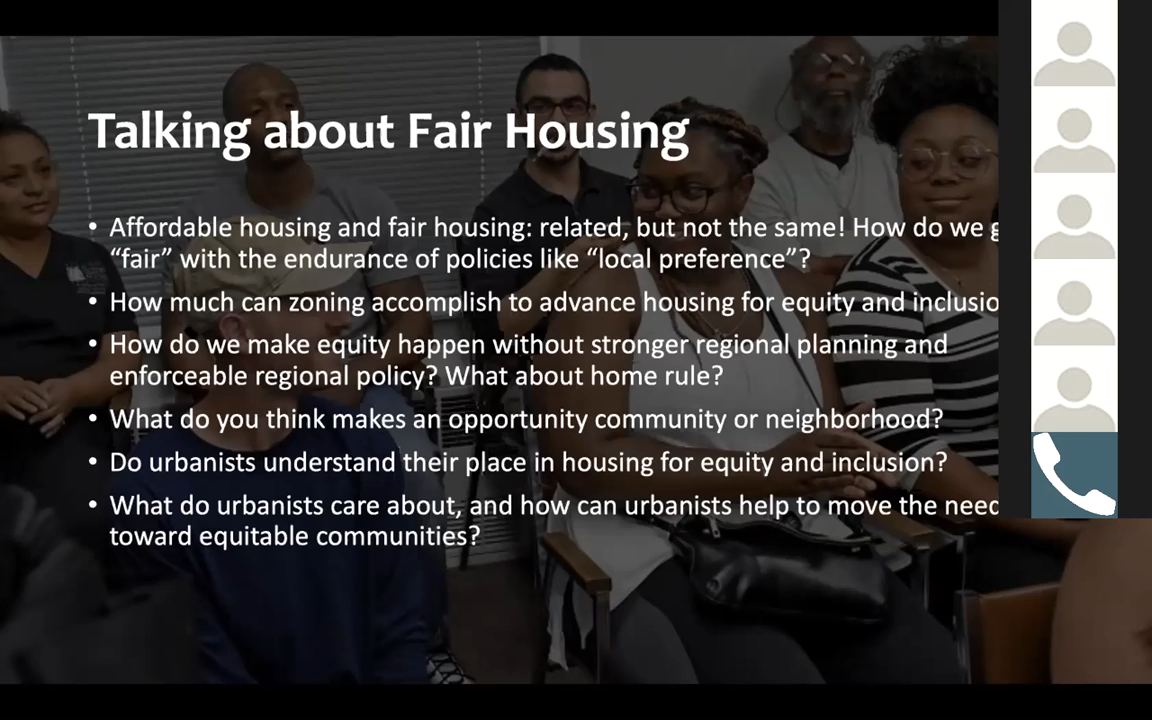 Talking about Fair Housing
• Affordable housing and fair housing: related, but not the same! How do we
“fair” with the endurance of policies like “local preference”?
• How much can zoning accomplish to advance housing for equity and
• How do we make equity happen without stronger regional planning and
enforceable regional policy? What about home rule?
• What do you think makes an opportunity community or neighborhood?
• Do urbanists understand their place in housing for equity and inclusion?
• What do urbanists care about, and how can urbanists help to move the
toward equitable communities?